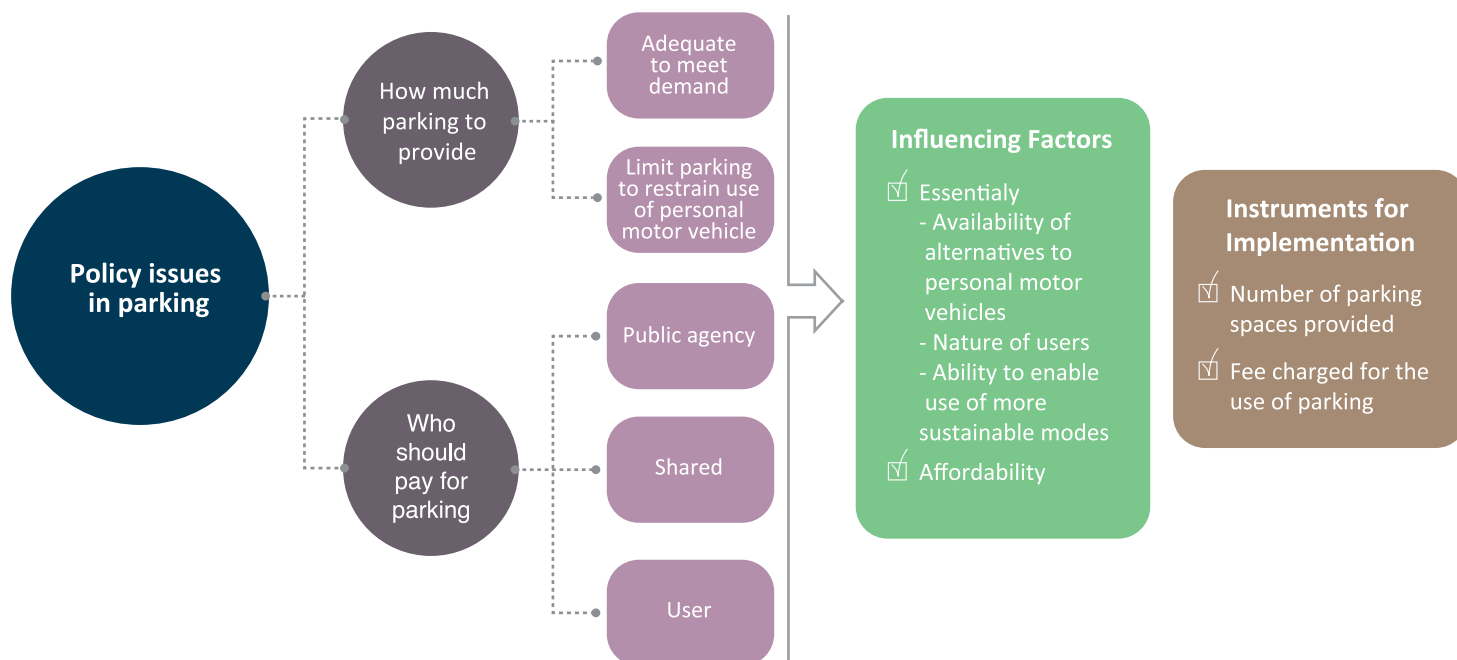 Policy issues
in parking
How much
parking to
provide
Adequate
to meet
demand
Limit parking
to restrain use
of personal
motor vehicle
Who
should
pay for
parking
Public agency
Shared
User
Influencing Factors
Essentialy
- Availability of
alternatives to
personal motor
vehicles
- Nature of users
- Ability to enable
use of more
sustainable modes
Affordability
Instruments for
Implementation
Number of parking
spaces provided
Fee charged for the
use of parking